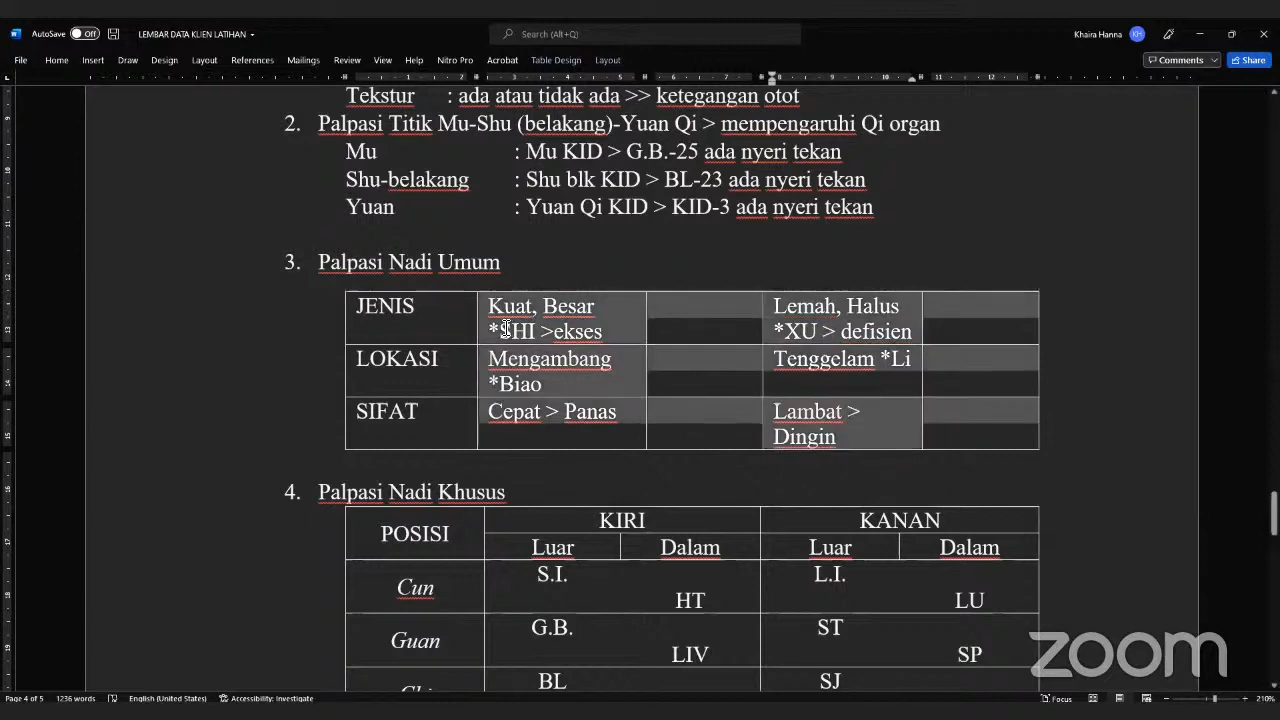 AutoSave Off LEMBAR DATA KLIEN LATIHAN Search (Alt+Q) Khaira Hanna KH
File Home Insert Draw Design Layout References Mailings Review View Help Nitro Pro Acrobat Table Design Layout Comments Share
Tekstur : ada atau tidak ada >> ketegangan otot
2. Palpasi Titik Mu-Shu (belakang)-Yuan Qi > mempengaruhi Qi organ
Mu : Mu KID > G.B.-25 ada nyeri tekan
Shu-belakang : Shu blk KID > BL-23 ada nyeri tekan
Yuan : Yuan Qi KID > KID-3 ada nyeri tekan
3. Palpasi Nadi Umum
JENIS Kuat, Besar Lemah, Halus
*SHI >ekses *XU > defisien
LOKASI Mengambang Tenggelam *Li
*Biao
SIFAT Cepat > Panas Lambat >
Dingin
4. Palpasi Nadi Khusus
POSISI KIRI KANAN
Luar Dalam Luar Dalam
Cun S.I. L.I.
HT LU
Guan G.B. ST
LIV SP
BL SJ
zoom
Page 4 of 5 1236 words English (United States) Accessibility: Investigate Focus 210%